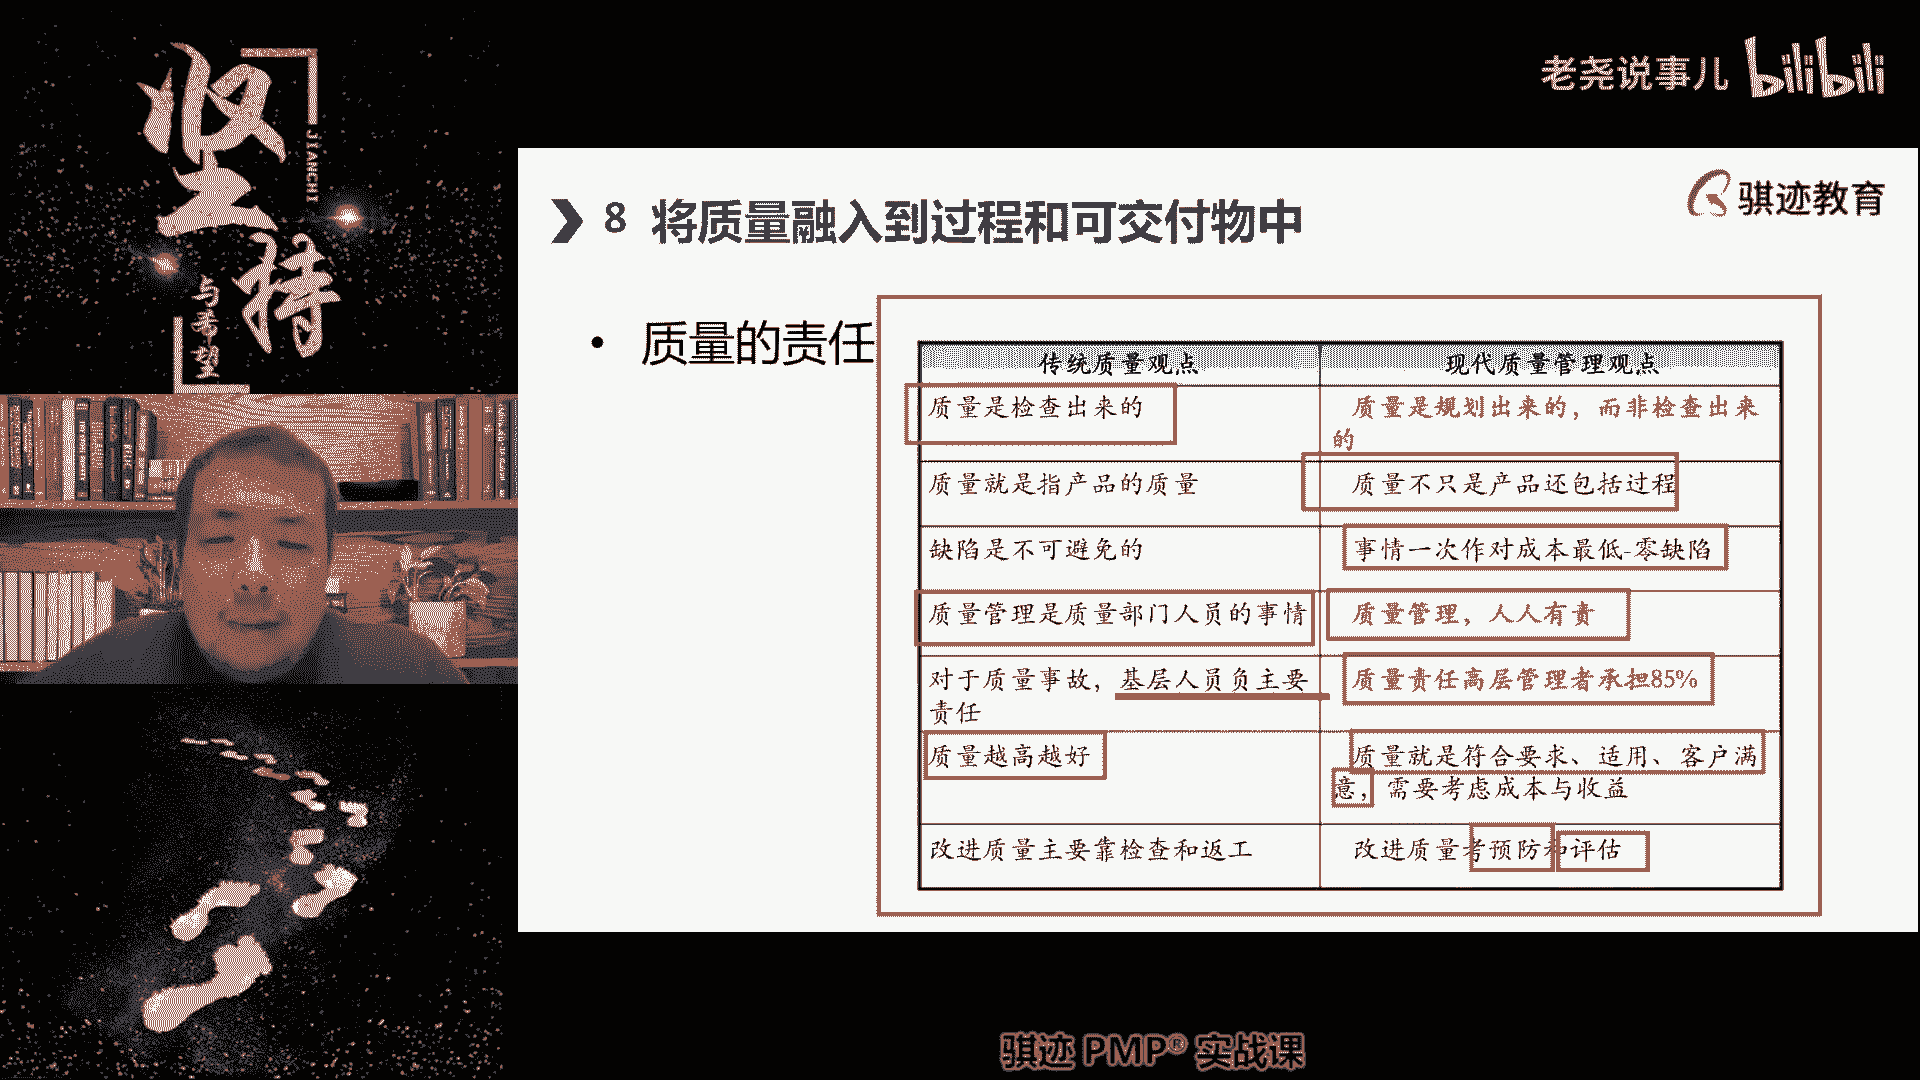 坚持
JIANCHI
与希望
老尧说事儿 bilibili
骐迹教育
8 将质量融入到过程和可交付物中
• 质量的责任
传统质量观点
现代质量管理观点
质量是检查出来的
质量是规划出来的，而非检查出来
的
质量就是指产品的质量
质量不只是产品还包括过程
缺陷是不可避免的
事情一次作对成本最低-零缺陷
质量管理是质量部门人员的事情
质量管理，人人有责
对于质量事故，基层人员负主要
责任
质量责任高层管理者承担85%
质量越高越好
质量就是符合要求、适用、客户满
意，需要考虑成本与收益
改进质量主要靠检查和返工
改进质量考预防和评估
骐迹 PMP® 实战课